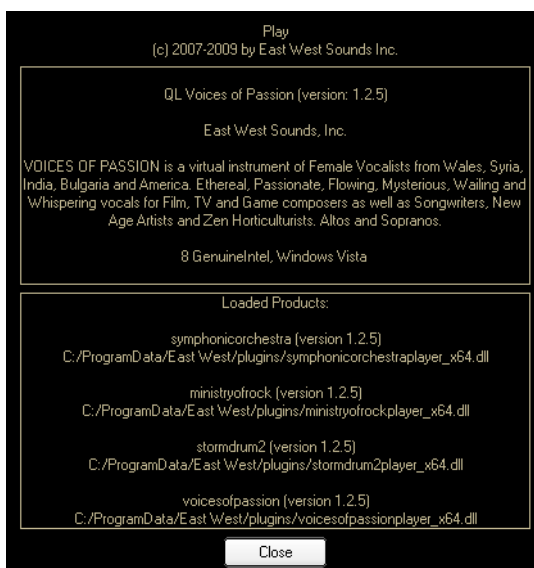 Play
(c) 2007-2009 by East West Sounds Inc.
QL Voices of Passion (version: 1.2.5)
East West Sounds, Inc.
VOICES OF PASSION is a virtual instrument of Female Vocalists from Wales, Syria,
India, Bulgaria and America. Ethereal, Passionate, Flowing, Mysterious, Wailing and
Whispering vocals for Film, TV and Game composers as well as Songwriters, New
Age Artists and Zen Horticulturists. Altos and Sopranos.
8 GenuineIntel, Windows Vista
Loaded Products:
symphonicorchestra (version 1.2.5)
C:/ProgramData/East West/plugins/symphonicorchestraplayer_x64.dll
ministryofrock (version 1.2.5)
C:/ProgramData/East West/plugins/ministryofrockplayer_x64.dll
stormdrum2 (version 1.2.5)
C:/ProgramData/East West/plugins/stormdrum2player_x64.dll
voicesofpassion (version 1.2.5)
C:/ProgramData/East West/plugins/voicesofpassionplayer_x64.dll
Close